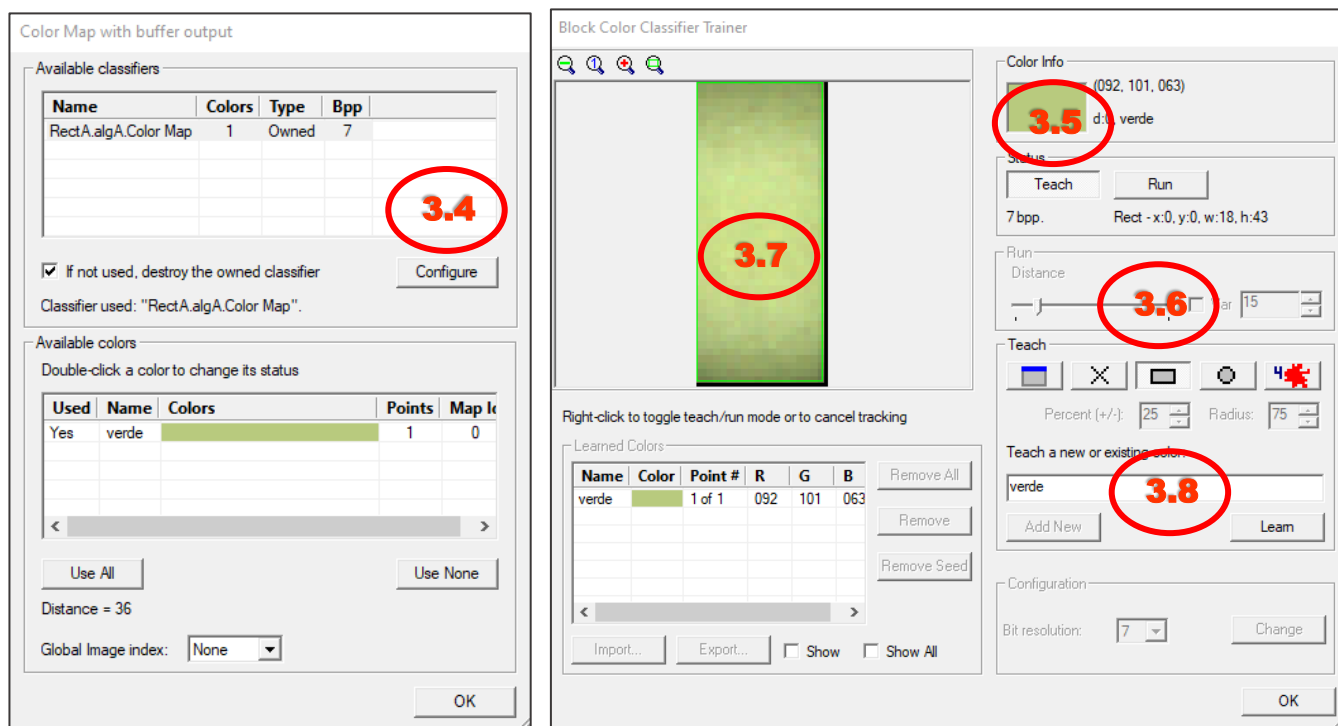 Color Map with buffer output
Available classifiers
Name Colors Type Bpp
RectA.algA.Color Map 1 Owned 7
3.4
If not used, destroy the owned classifier
Configure
Classifier used: "RectA.algA.Color Map".
Available colors
Double-click a color to change its status
Used Name Colors Points Map
Yes verde 1 0
Use All
Use None
Distance = 36
Global Image index: None
OK
Block Color Classifier Trainer
3.7
Right-click to toggle teach/run mode or to cancel tracking
Learned Colors
Name Color Point # R G B
verde 1 of 1 092 101 063
Remove All
Remove
Remove Seed
Import...
Export...
Show
Show All
Color Info
(092, 101, 063)
3.5
d:0, verde
Status
Teach
Run
7 bpp.
Rect - x:0, y:0, w:18, h:43
Run
Distance
3.6
15
Teach
4
Percent (+/-): 25
Radius: 75
Teach a new or existing color:
verde
3.8
Add New
Learn
Configuration
Bit resolution: 7
Change
OK